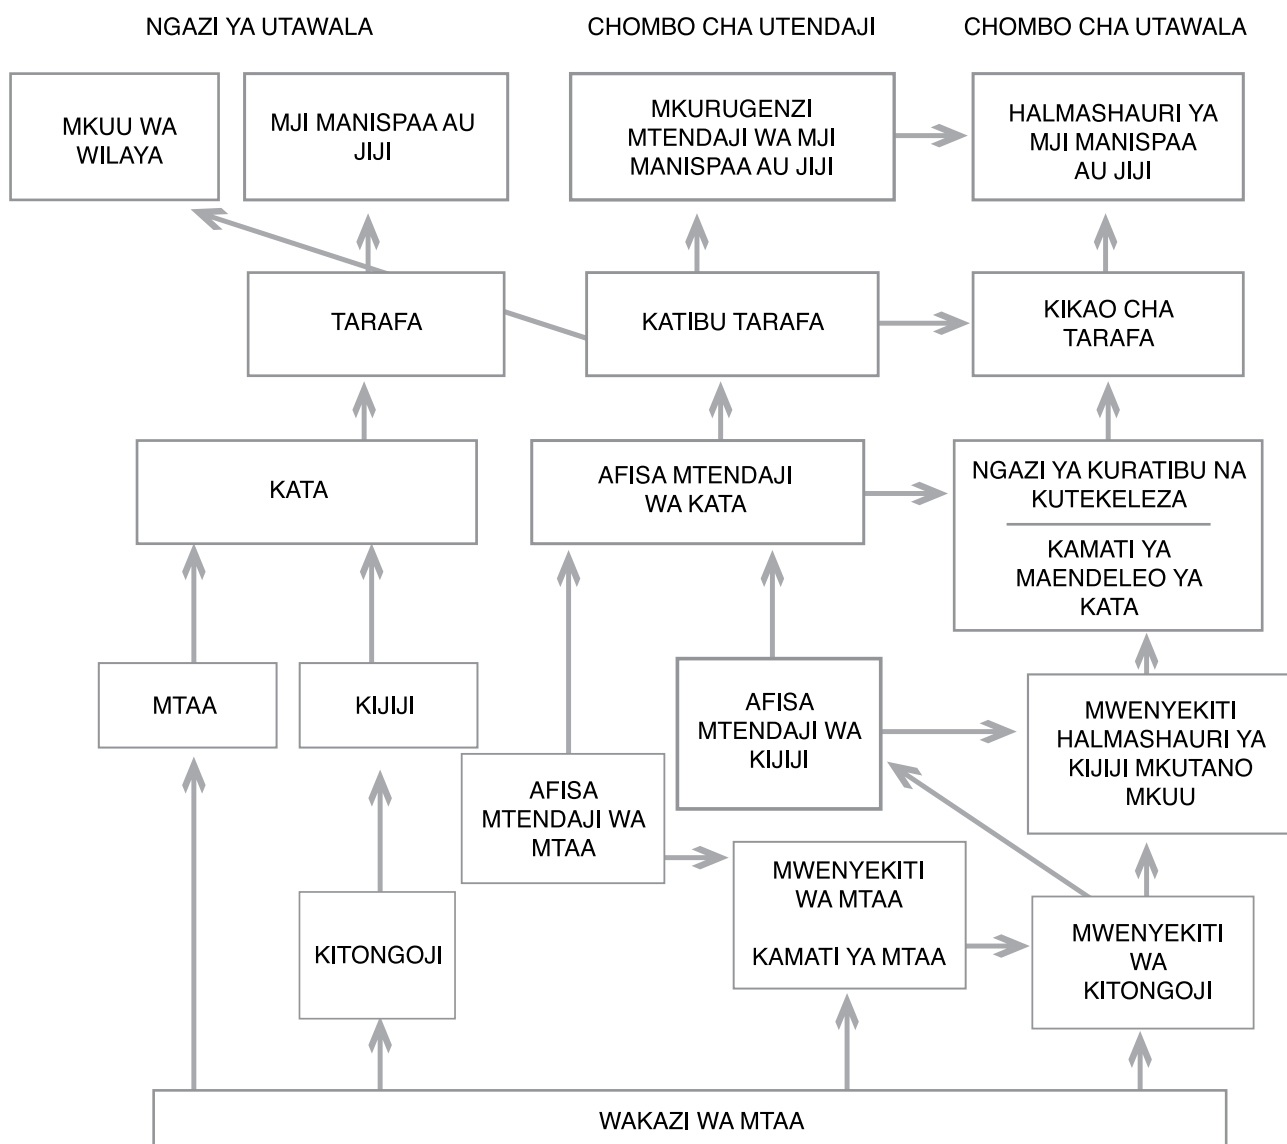 NGAZI YA UTAWALA
CHOMBO CHA UTENDAJI
CHOMBO CHA UTAWALA
MKUU WA
WILAYA
MJI MANISPAA AU
JIJI
MKURUGENZI
MTENDAJI WA MJI
MANISPAA AU JIJI
HALMASHAURI YA
MJI MANISPAA
AU JIJI
TARAFA
KATIBU TARAFA
KIKAO CHA
TARAFA
KATA
AFISA MTENDAJI
WA KATA
NGAZI YA KURATIBU NA
KUTEKELEZA
KAMATI YA
MAENDELEO YA
KATA
MTAA
KIJIJI
AFISA
MTENDAJI WA
KIJIJI
MWENYEKITI
HALMASHAURI YA
KIJIJI MKUTANO
MKUU
AFISA
MTENDAJI WA
MTAA
MWENYEKITI
WA MTAA
KAMATI YA MTAA
KITONGOJI
MWENYEKITI
WA
KITONGOJI
WAKAZI WA MTAA